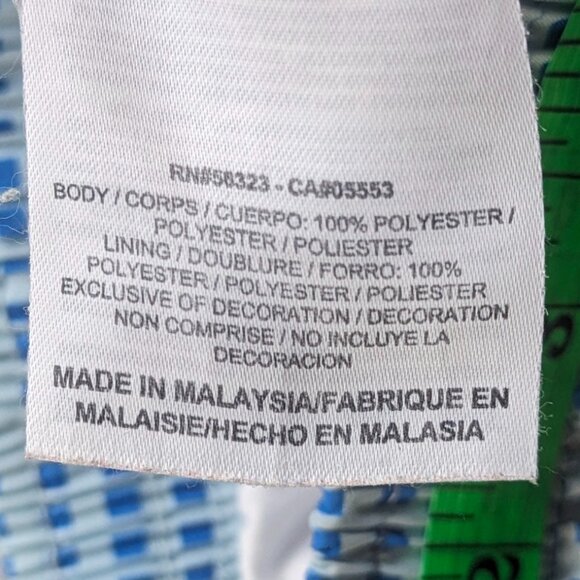 RN#56323 - CA#05553
BODY / CORPS / CUERPO: 100% POLYESTER /
POLYESTER / POLIESTER
LINING / DOUBLURE / FORRO: 100%
POLYESTER / POLYESTER / POLIESTER
EXCLUSIVE OF DECORATION / DECORATION
NON COMPRISE / NO INCLUYE LA
DECORACION
MADE IN MALAYSIA/FABRIQUE EN
MALAISIE/HECHO EN MALASIA